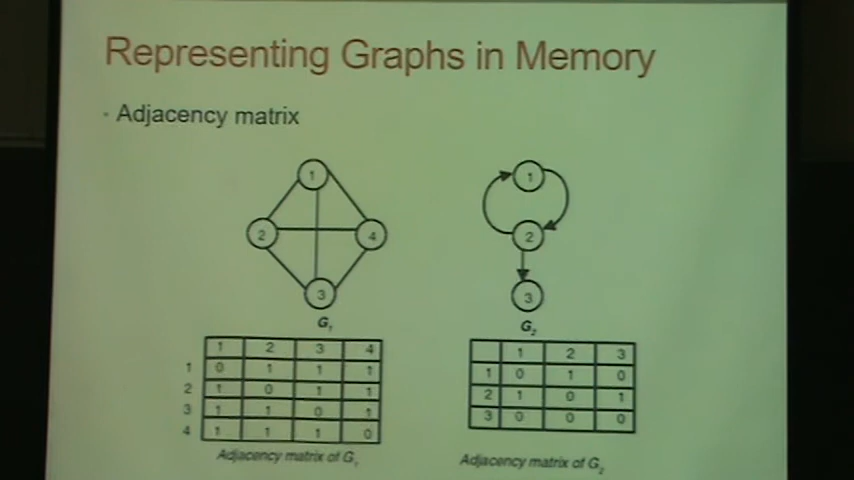 Representing Graphs in Memory
· Adjacency matrix
1
2
4
3
G1
1
2
3
G2
1 2 3 4
1 0 1 1 1
2 1 0 1 1
3 1 1 0 1
4 1 1 1 0
Adjacency matrix of G1
1 2 3
1 0 1 0
2 1 0 1
3 0 0 0
Adjacency matrix of G2